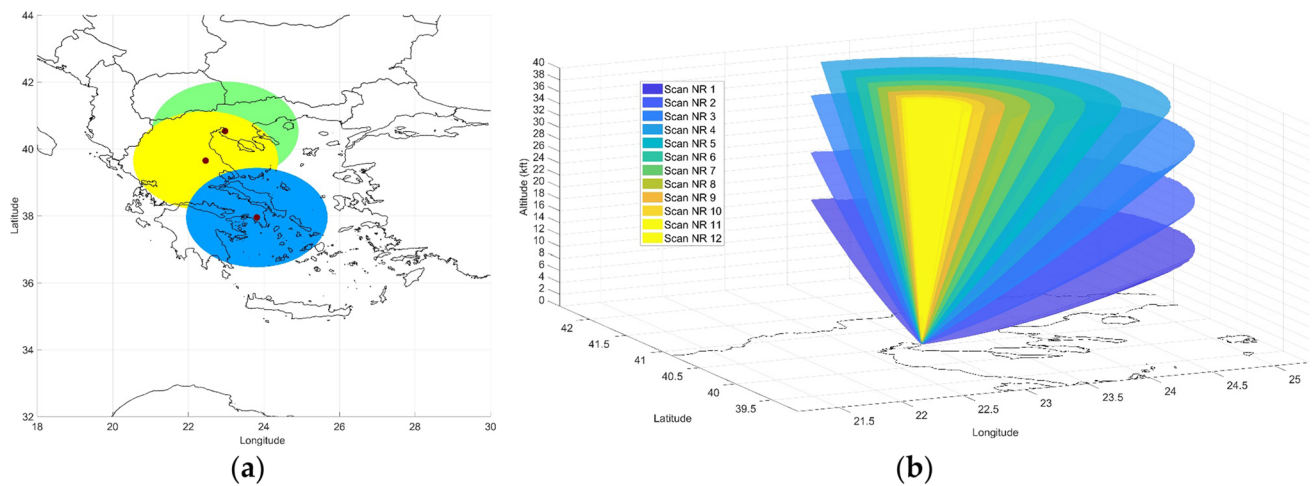 44
42
40
38
36
34
32
Latitude
18
20
22
24
26
28
30
Longitude
(a)
40
38
36
34
32
30
28
26
24
22
20
18
16
14
12
10
8
6
4
2
0
Altitude (kft)
Scan NR 1
Scan NR 2
Scan NR 3
Scan NR 4
Scan NR 5
Scan NR 6
Scan NR 7
Scan NR 8
Scan NR 9
Scan NR 10
Scan NR 11
Scan NR 12
42
41.5
41
40.5
40
39.5
Latitude
21.5
22
22.5
23
23.5
24
24.5
25
Longitude
(b)